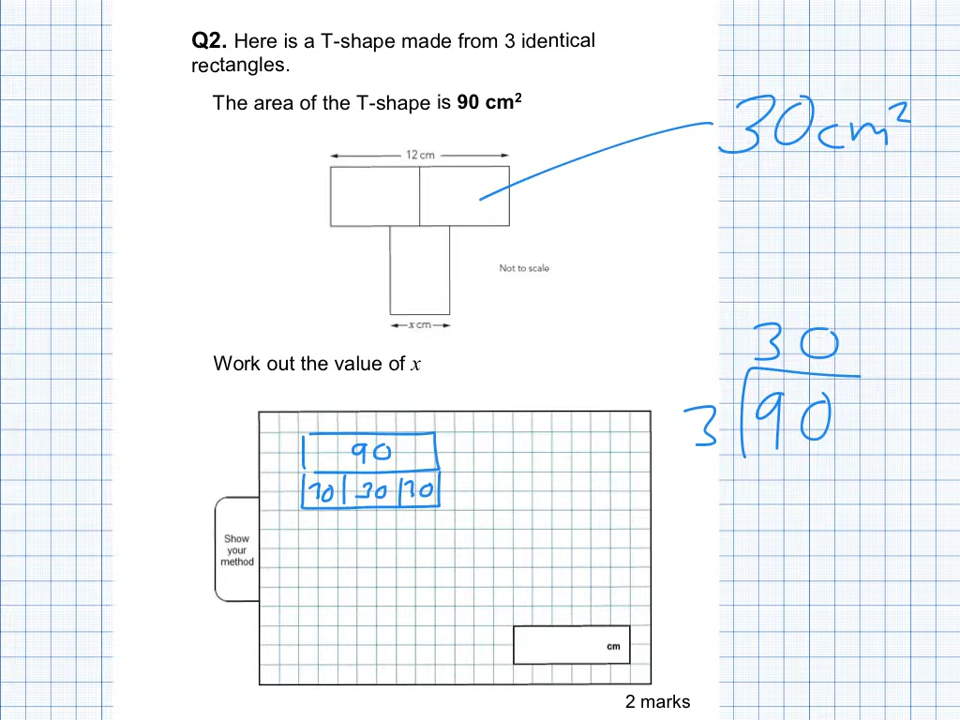 Q2. Here is a T-shape made from 3 identical
rectangles.
The area of the T-shape is 90 cm²
30 cm²
12 cm
Not to scale
x cm
Work out the value of x
30
3 90
90
30 30 30
Show
your
method
cm
2 marks